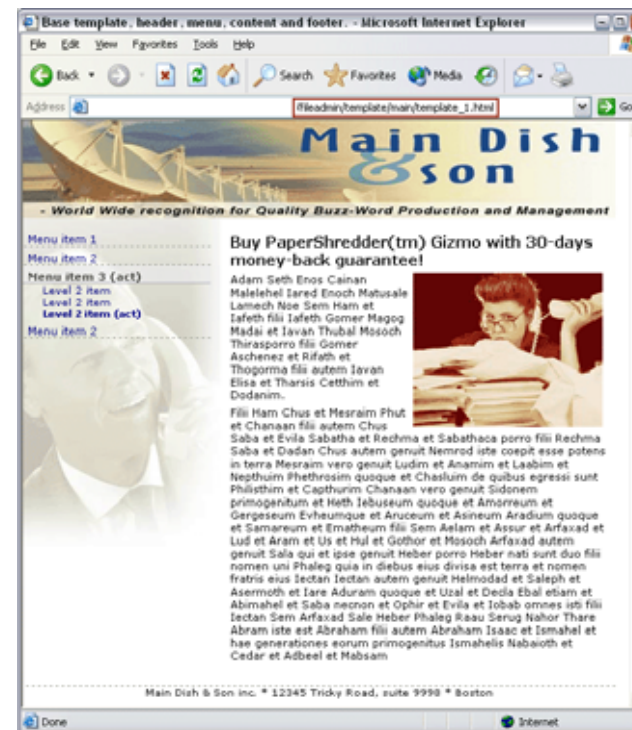 Base template, header, menu, content and footer. - Microsoft Internet Explorer
File Edit View Favorites Tools Help
Back Search Favorites Media
Address /fileadmin/template/main/template_1.html Go
Main Dish
& son
- World Wide recognition for Quality Buzz-Word Production and Management
Menu item 1
Menu item 2
Menu item 3 (act)
Level 2 item
Level 2 item
Level 2 item (act)
Menu item 2
Buy PaperShredder(tm) Gizmo with 30-days
money-back guarantee!
Adam Seth Enos Cainan
Malelehel Iared Enoch Matusale
Lamech Noe Sem Ham et
Iafeth filii Iafeth Gomer Magog
Madai et Iavan Thubal Mosoch
Thirasporro filii Gomer
Aschenez et Rifath et
Thogorma filii autem Iavan
Elisa et Tharsis Cetthim et
Dodanim.
Filii Ham Chus et Mesraim Phut
et Chanaan filii autem Chus
Saba et Evila Sabatha et Rechma et Sabathaca porro filii Rechma
Saba et Dadan Chus autem genuit Nemrod iste coepit esse potens
in terra Mesraim vero genuit Ludim et Anamim et Laabim et
Nepthuim Phethrosim quoque et Chasluim de quibus egressi sunt
Philisthim et Capthurim Chanaan vero genuit Sidonem
primogenitum et Heth Iebuseum quoque et Amorreum et
Gergeseum Evheumque et Aruceum et Asineum Aradium quoque
et Samareum et Ematheum filii Sem Aelam et Assur et Arfaxad et
Lud et Aram et Us et Hul et Gothor et Mosoch Arfaxad autem
genuit Sala qui et ipse genuit Heber porro Heber nati sunt duo filii
nomen uni Phaleg quia in diebus eius divisa est terra et nomen
fratris eius Iectan Iectan autem genuit Helmodad et Saleph et
Asermoth et Iare Aduram quoque et Uzal et Decla Ebal etiam et
Abimahel et Saba necnon et Ophir et Evila et Iobab omnes isti filii
Iectan Sem Arfaxad Sale Heber Phaleg Raau Serug Nahor Thare
Abram iste est Abraham filii autem Abraham Isaac et Ismahel et
hae generationes eorum primogenitus Ismahelis Nabaioth et
Cedar et Adbeel et Mabsam
Main Dish & Son inc. * 12345 Tricky Road, suite 9998 * Boston
Done Internet